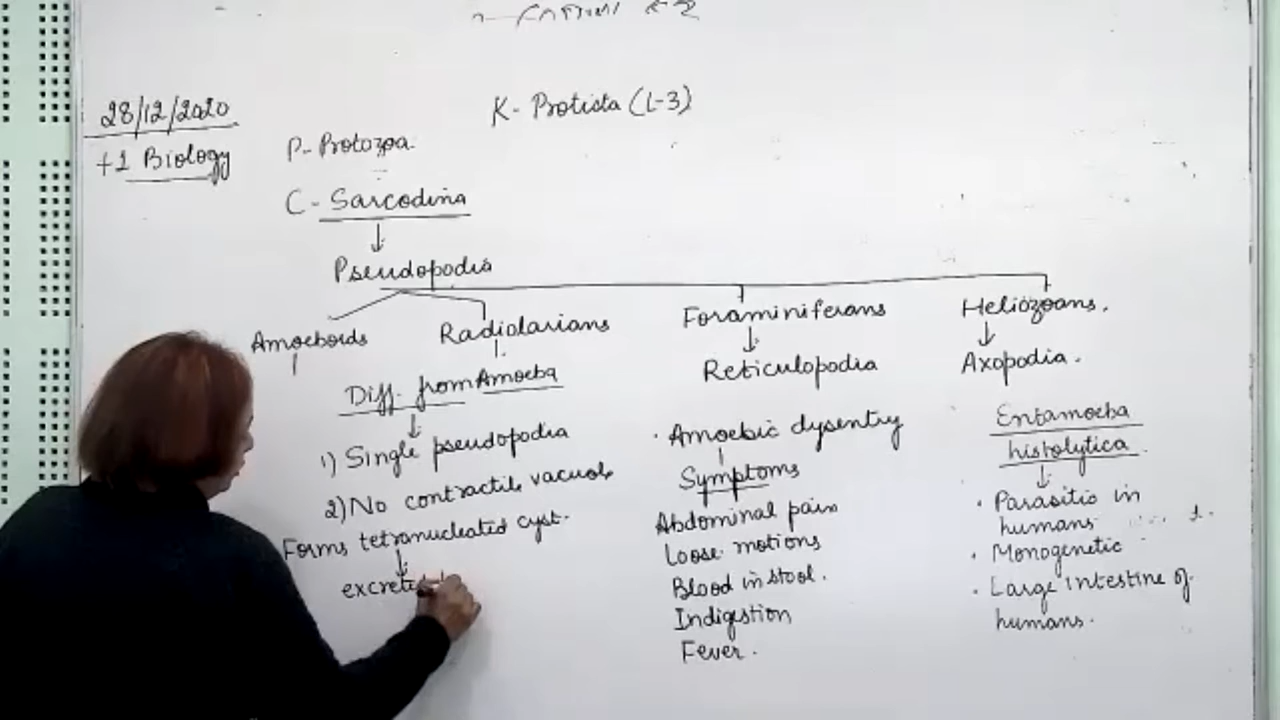 28/12/2020
+1 Biology
K- Protista (L-3)
P- Protozoa.
C- Sarcodina
Pseudopodia
Amoeboids
Radiolarians
Foraminiferans
Heliozoans.
Reticulopodia
Axopodia.
Diff. from Amoeba
1) Single pseudopodia
2) No contractile vacuole
Forms tetranucleated cyst.
excreted
· Amoebic dysentry
Symptoms
Abdominal pain
Loose motions
Blood in stool.
Indigestion
Fever.
Entamoeba
histolytica
· Parasitic in
humans
· Monogenetic
· Large intestine of
humans.